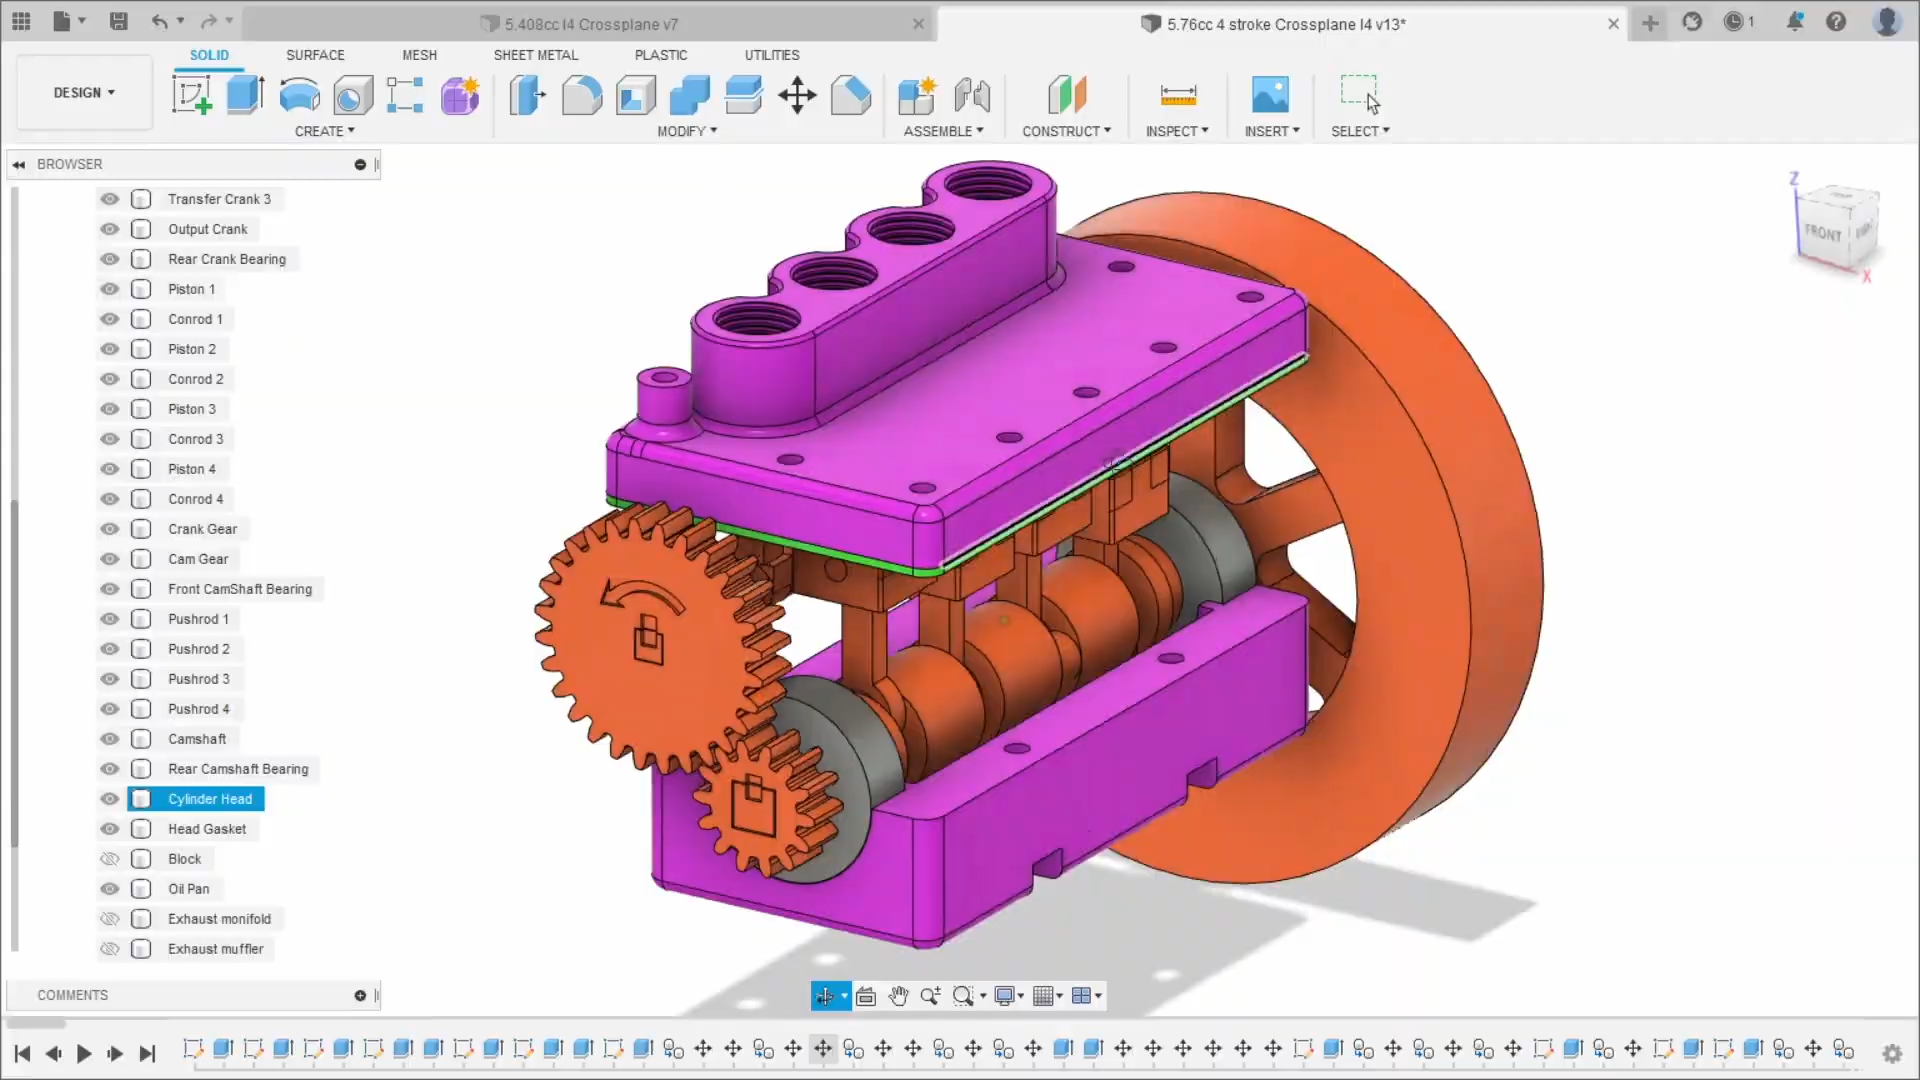 5.408cc I4 Crossplane v7
5.76cc 4 stroke Crossplane I4 v13*
1
SOLID
SURFACE
MESH
SHEET METAL
PLASTIC
UTILITIES
DESIGN
CREATE
MODIFY
ASSEMBLE
CONSTRUCT
INSPECT
INSERT
SELECT
BROWSER
Transfer Crank 3
Output Crank
Rear Crank Bearing
Piston 1
Conrod 1
Piston 2
Conrod 2
Piston 3
Conrod 3
Piston 4
Conrod 4
Crank Gear
Cam Gear
Front CamShaft Bearing
Pushrod 1
Pushrod 2
Pushrod 3
Pushrod 4
Camshaft
Rear Camshaft Bearing
Cylinder Head
Head Gasket
Block
Oil Pan
Exhaust monifold
Exhaust muffler
COMMENTS
Z
FRONT
X